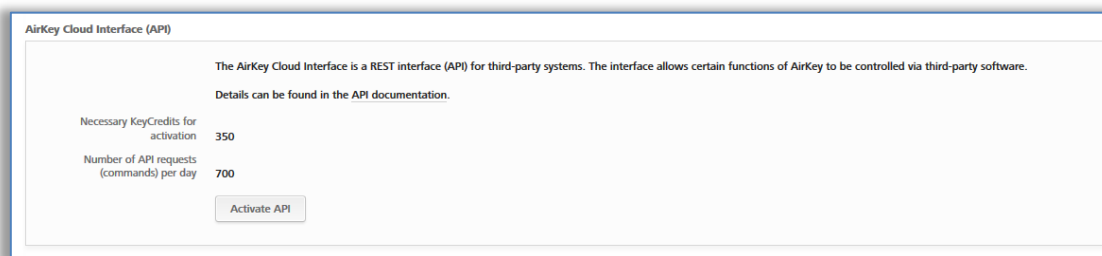 AirKey Cloud Interface (API)
The AirKey Cloud Interface is a REST interface (API) for third-party systems. The interface allows certain functions of AirKey to be controlled via third-party software.
Details can be found in the API documentation.
Necessary KeyCredits for
activation 350
Number of API requests
(commands) per day 700
Activate API